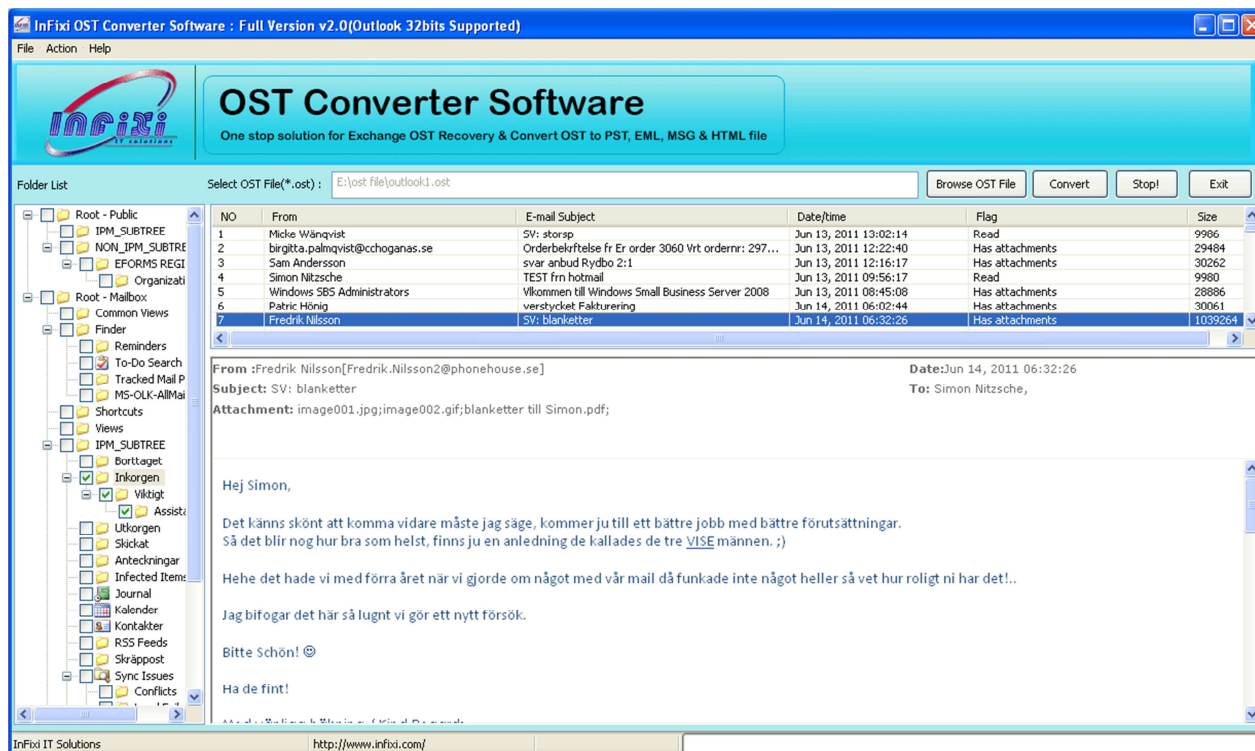 InFixi OST Converter Software : Full Version v2.0(Outlook 32bits Supported)
File Action Help
InFiXi
IT solutions
OST Converter Software
One stop solution for Exchange OST Recovery & Convert OST to PST, EML, MSG & HTML file
Folder List
Select OST File(*.ost) : E:\ost file\outlook1.ost Browse OST File Convert Stop! Exit
Root - Public
IPM_SUBTREE
NON_IPM_SUBTRE
EFORMS REGI
Organizati
Root - Mailbox
Common Views
Finder
Reminders
To-Do Search
Tracked Mail P
MS-OLK-AllMai
Shortcuts
Views
IPM_SUBTREE
Borttaget
Inkorgen
Viktigt
Assista
Utkorgen
Skickat
Anteckningar
Infected Items
Journal
Kalender
Kontakter
RSS Feeds
Skräppost
Sync Issues
Conflicts
NO From E-mail Subject Date/time Flag Size
1 Micke Wänqvist SV: storsp Jun 13, 2011 13:02:14 Read 9986
2 birgitta.palmqvist@cchoganas.se Orderbekrftelse fr Er order 3060 Vrt ordernr: 297... Jun 13, 2011 12:22:40 Has attachments 29484
3 Sam Andersson svar anbud Rydbo 2:1 Jun 13, 2011 12:16:17 Has attachments 30262
4 Simon Nitzsche TEST frn hotmail Jun 13, 2011 09:56:17 Read 9980
5 Windows SBS Administrators Vlkommen till Windows Small Business Server 2008 Jun 13, 2011 08:45:08 Has attachments 28886
6 Patric Hönig verstycket Fakturering Jun 14, 2011 06:02:44 Has attachments 30061
7 Fredrik Nilsson SV: blanketter Jun 14, 2011 06:32:26 Has attachments 1039264
From :Fredrik Nilsson[Fredrik.Nilsson2@phonehouse.se] Date:Jun 14, 2011 06:32:26
Subject: SV: blanketter To: Simon Nitzsche,
Attachment: image001.jpg;image002.gif;blanketter till Simon.pdf;
Hej Simon,
Det känns skönt att komma vidare måste jag säge, kommer ju till ett bättre jobb med bättre förutsättningar.
Så det blir nog hur bra som helst, finns ju en anledning de kallades de tre VISE männen. ;)
Hehe det hade vi med förra året när vi gjorde om något med vår mail då funkade inte något heller så vet hur roligt ni har det!..
Jag bifogar det här så lugnt vi gör ett nytt försök.
Bitte Schön! ☺
Ha de fint!
InFixi IT Solutions http://www.infixi.com/